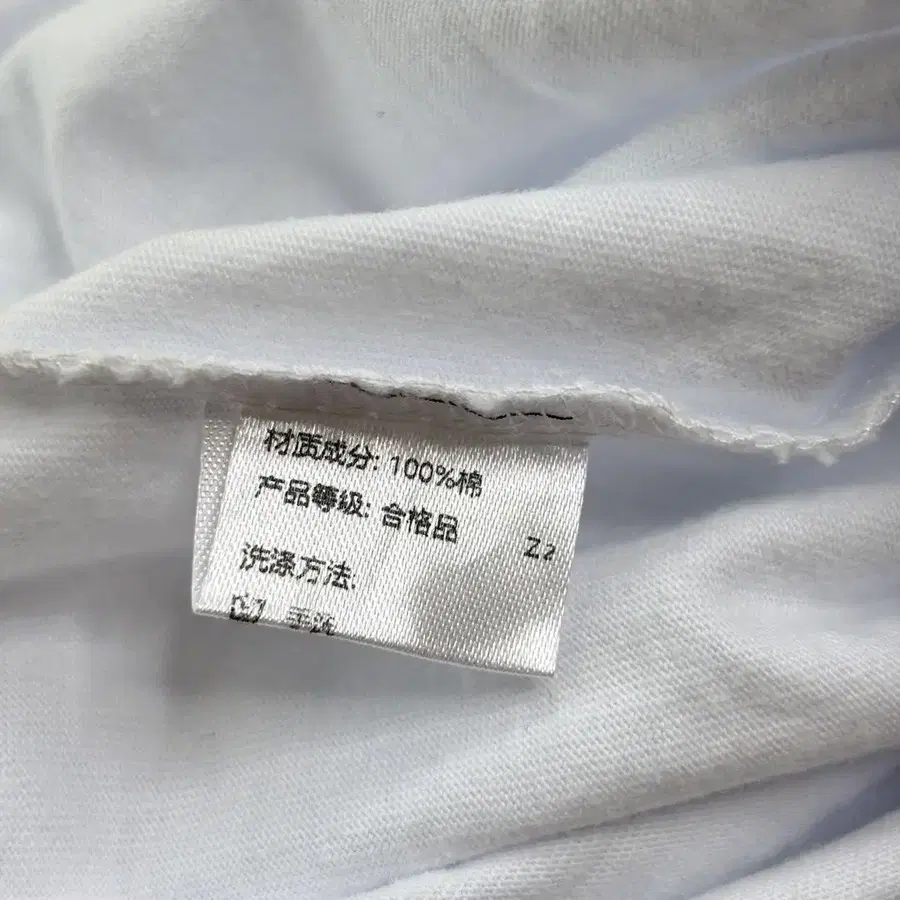 材质成分: 100%棉
产品等级: 合格品
Z2
洗涤方法:
手洗